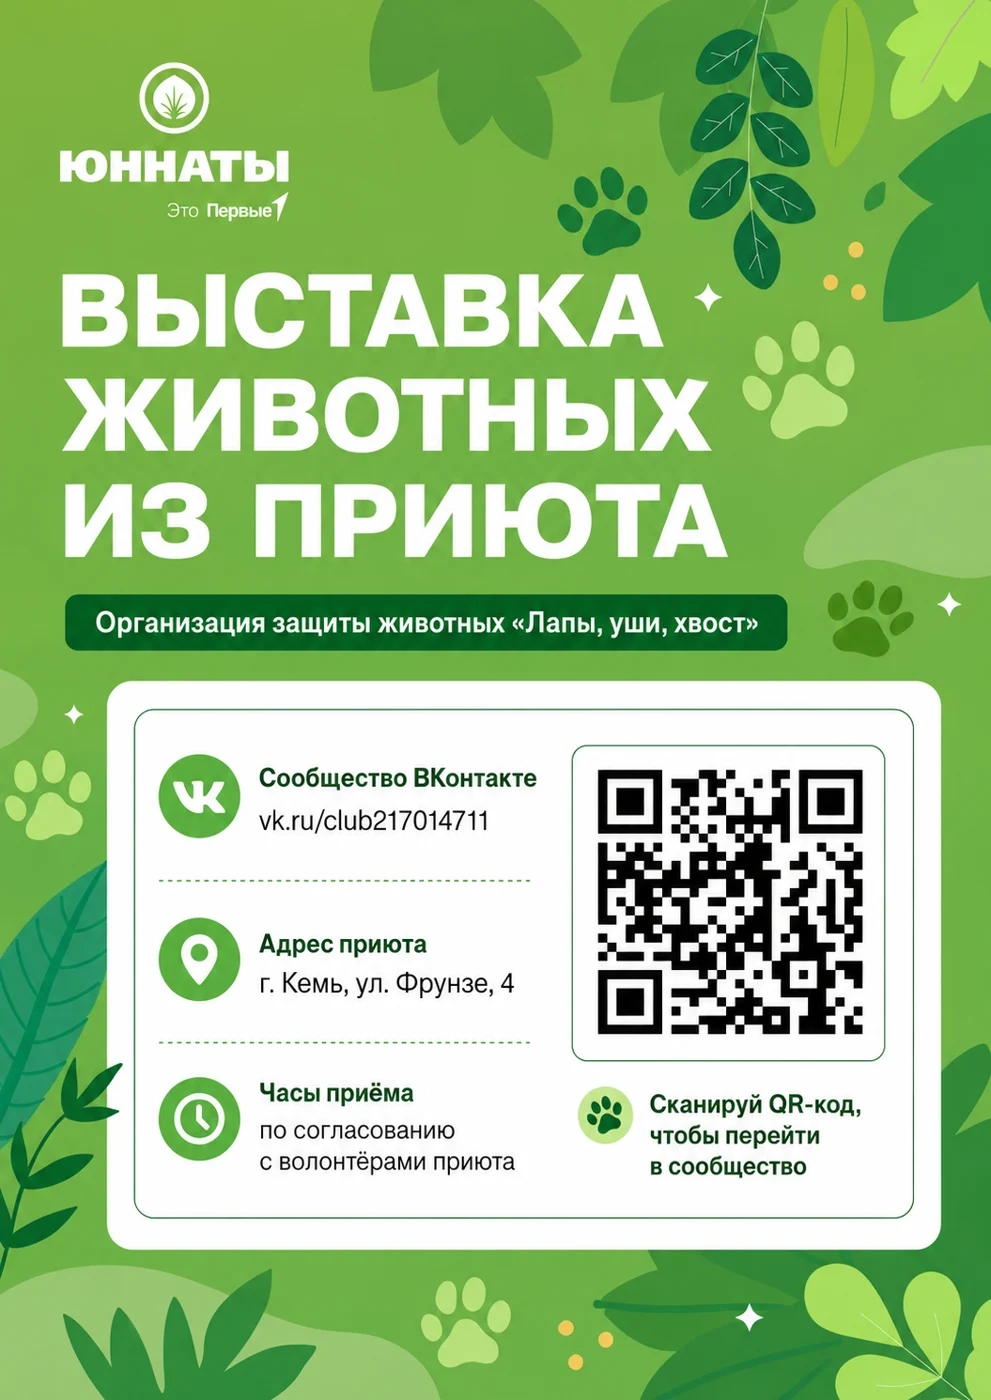 ЮННАТЫ
Это Первые
ВЫСТАВКА
ЖИВОТНЫХ
ИЗ ПРИЮТА
Организация защиты животных «Лапы, уши, хвост»
Сообщество ВКонтакте
vk.ru/club217014711
Адрес приюта
г. Кемь, ул. Фрунзе, 4
Часы приёма
по согласованию
с волонтёрами приюта
Сканируй QR-код,
чтобы перейти
в сообщество